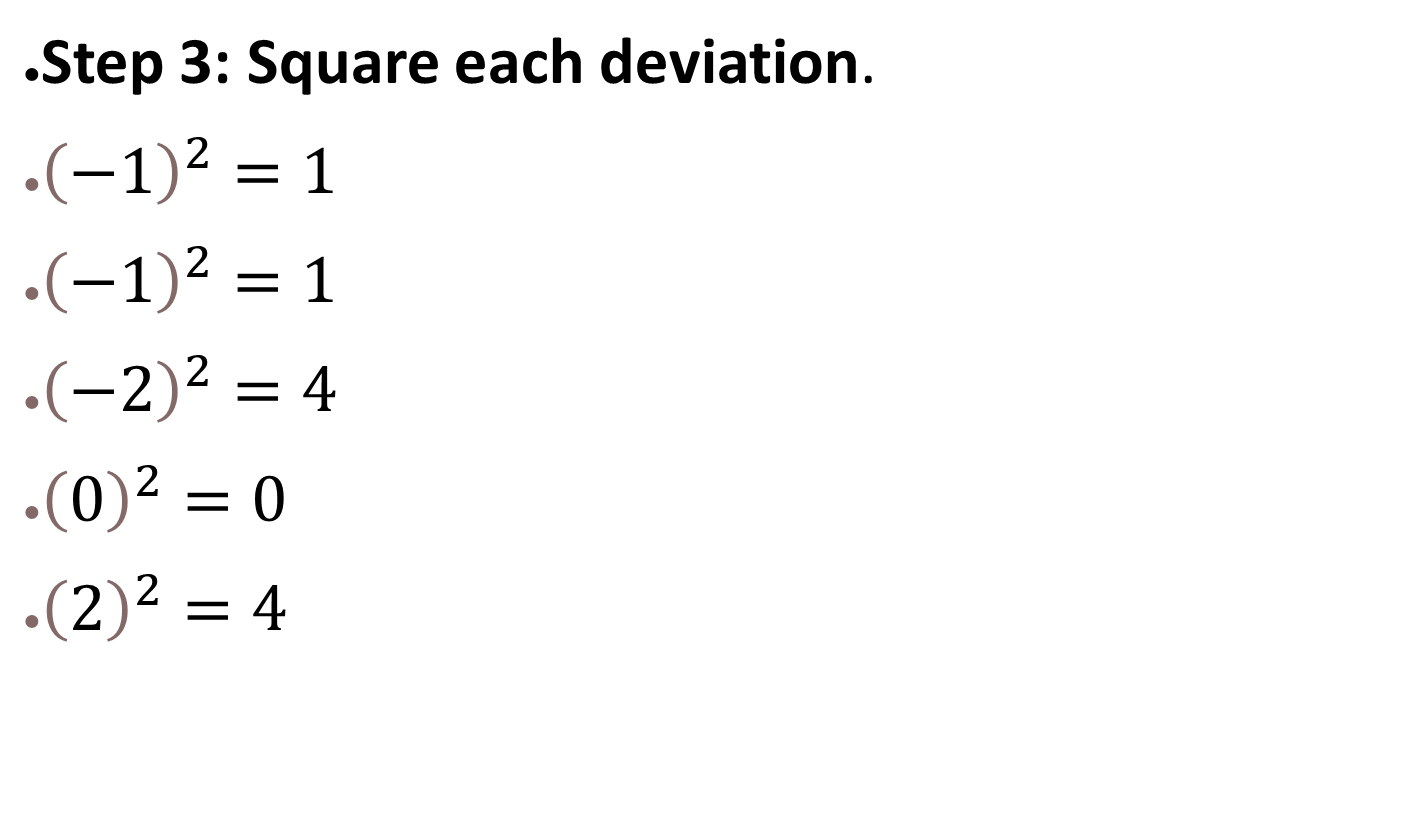 •Step 3: Square each deviation.
•(−1)² = 1
•(−1)² = 1
•(−2)² = 4
•(0)² = 0
•(2)² = 4